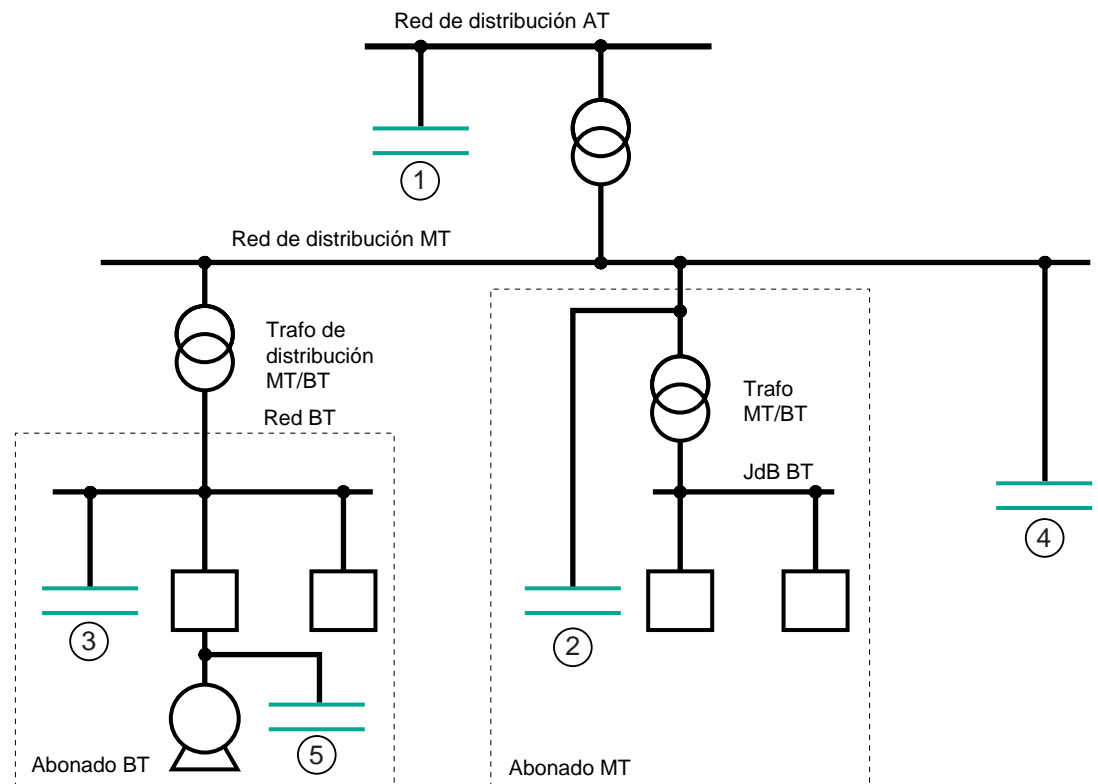 Red de distribución AT
1
Red de distribución MT
Trafo de
distribución
MT/BT
Trafo
MT/BT
Red BT
JdB BT
4
3
2
5
Abonado BT
Abonado MT